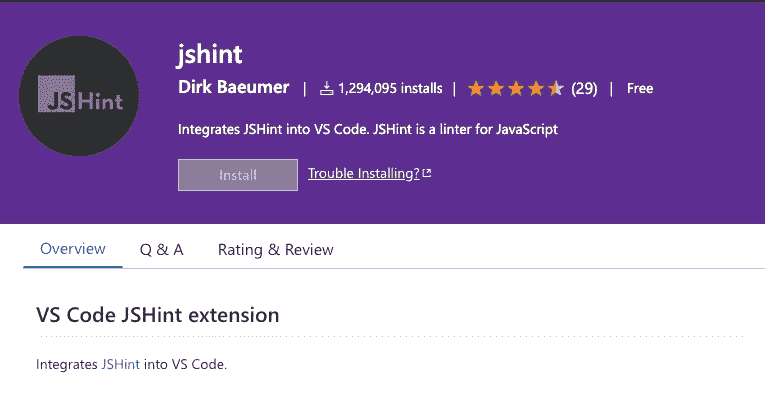 jshint
JSHint
Dirk Baeumer | 1,294,095 installs | (29) | Free
Integrates JSHint into VS Code. JSHint is a linter for JavaScript
Install Trouble Installing?
Overview Q & A Rating & Review
VS Code JSHint extension
Integrates JSHint into VS Code.